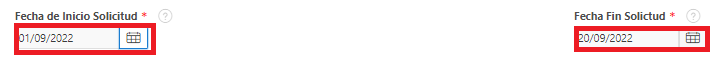 Fecha de Inicio Solicitud * ?
Fecha Fin Solictud * ?
01/09/2022
20/09/2022